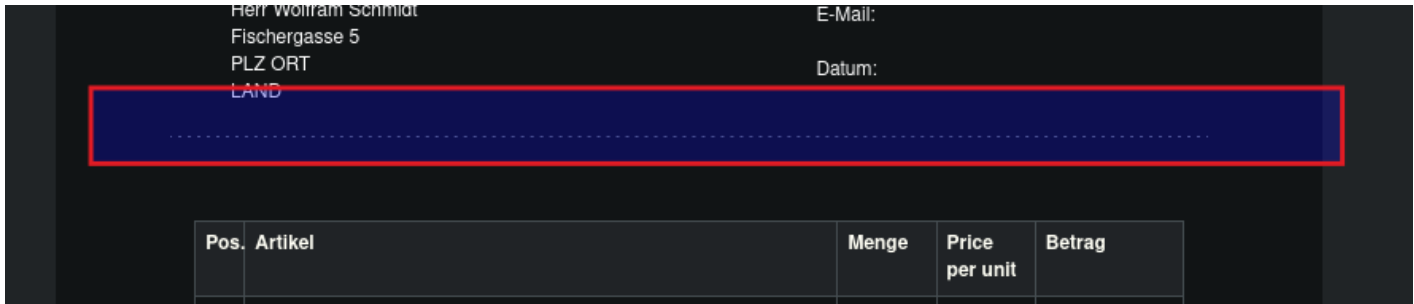 Herr Wolfram Schmidt
Fischergasse 5
PLZ ORT
LAND
E-Mail:
Datum:
Pos. Artikel Menge Price per unit Betrag